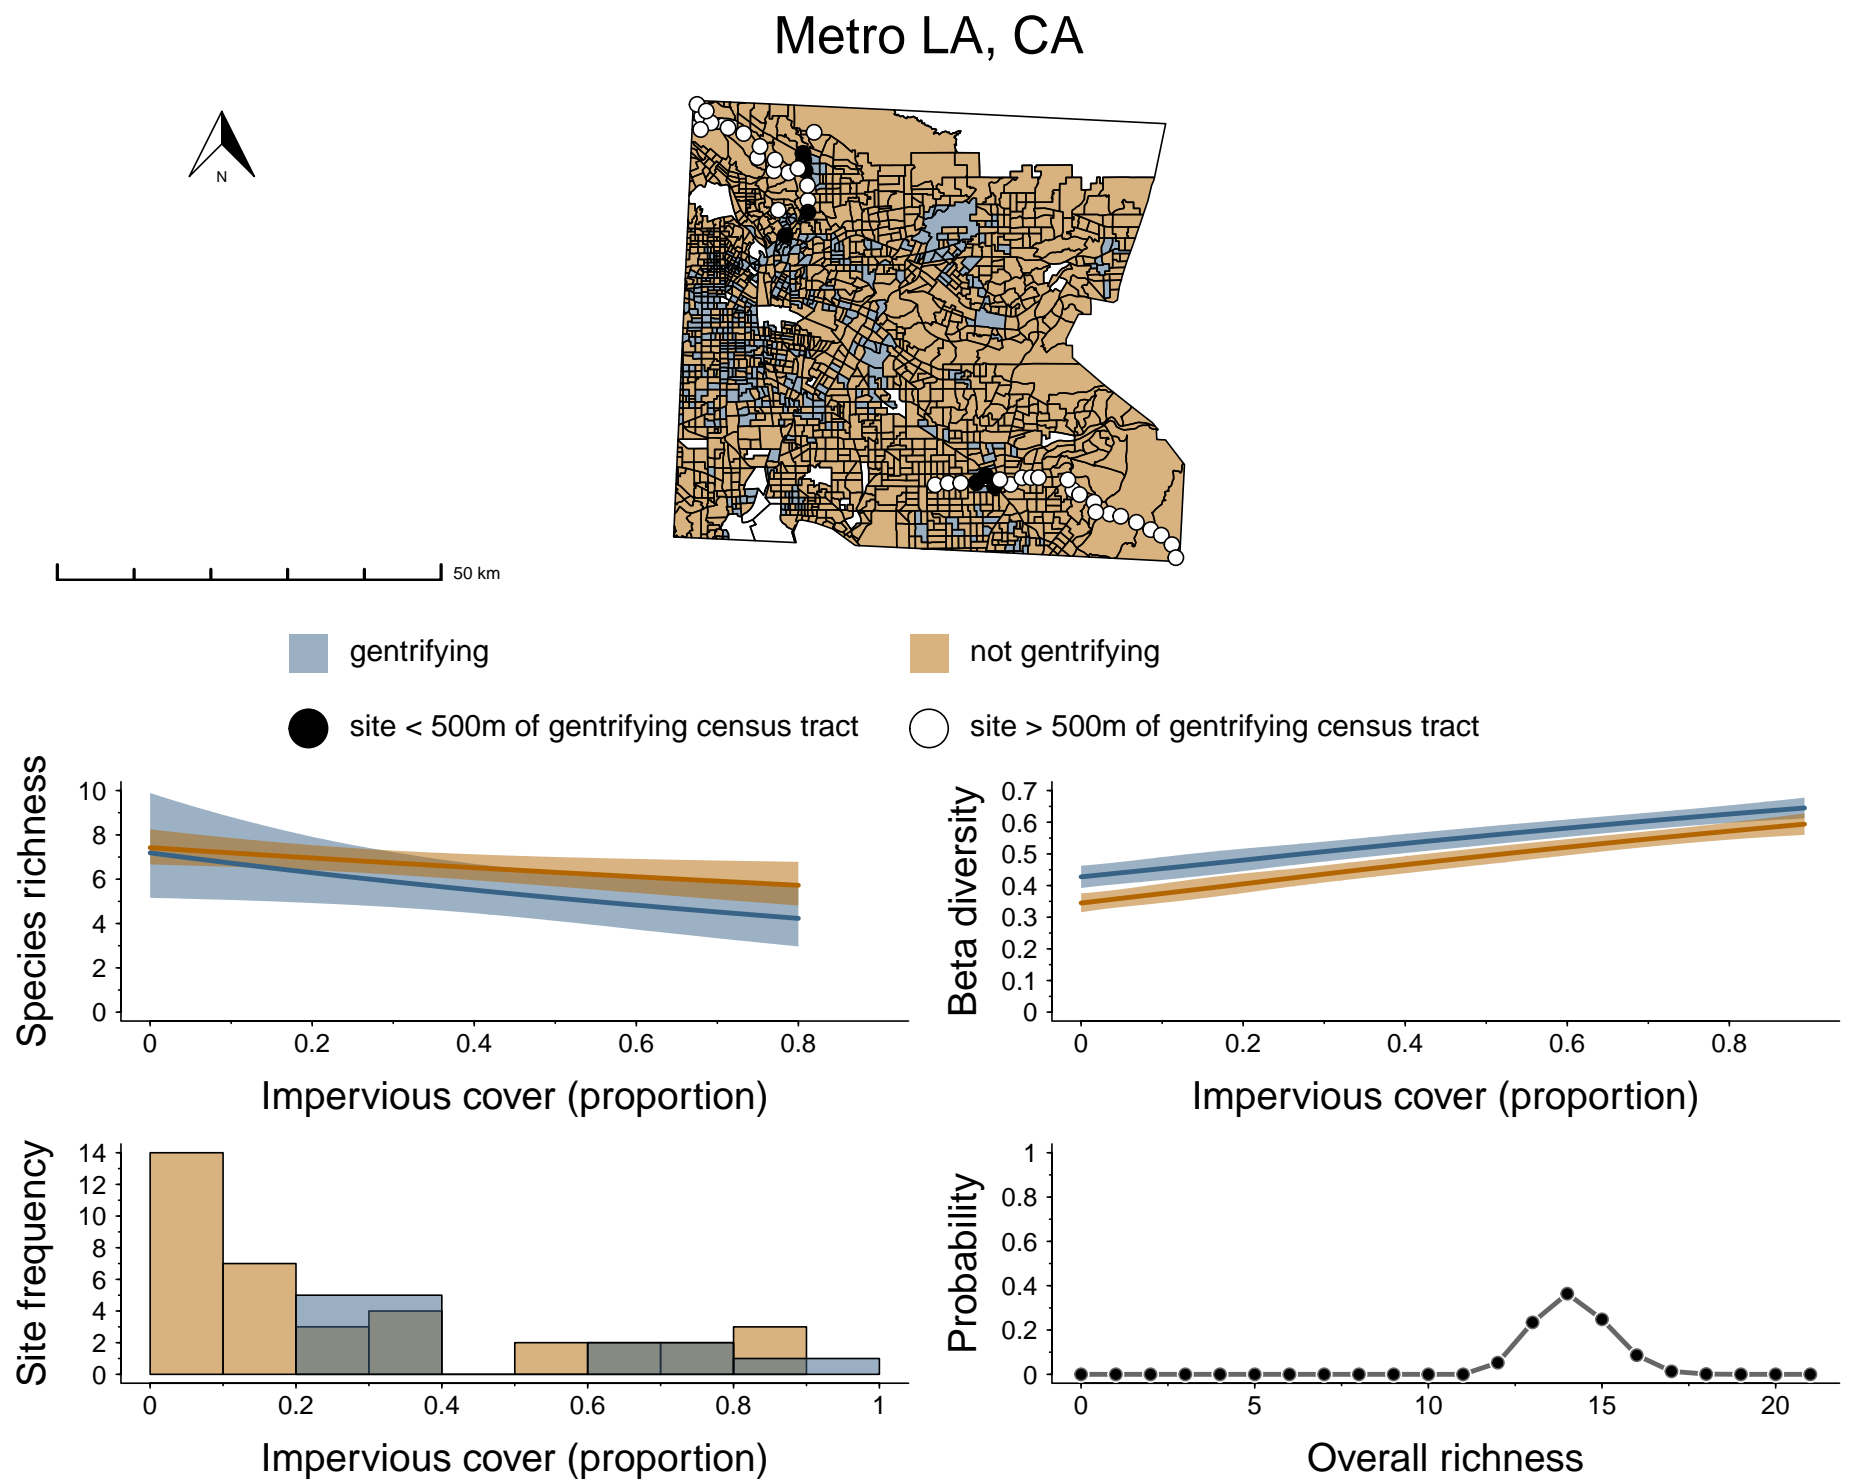 Metro LA, CA
N
50 km
gentrifying
not gentrifying
site < 500m of gentrifying census tract
site > 500m of gentrifying census tract
Species richness
10
8
6
4
2
0
0 0.2 0.4 0.6 0.8
Impervious cover (proportion)
Beta diversity
0.7
0.6
0.5
0.4
0.3
0.2
0.1
0
0 0.2 0.4 0.6 0.8
Impervious cover (proportion)
Site frequency
14
12
10
8
6
4
2
0
0 0.2 0.4 0.6 0.8 1
Impervious cover (proportion)
Probability
1
0.8
0.6
0.4
0.2
0
0 5 10 15 20
Overall richness